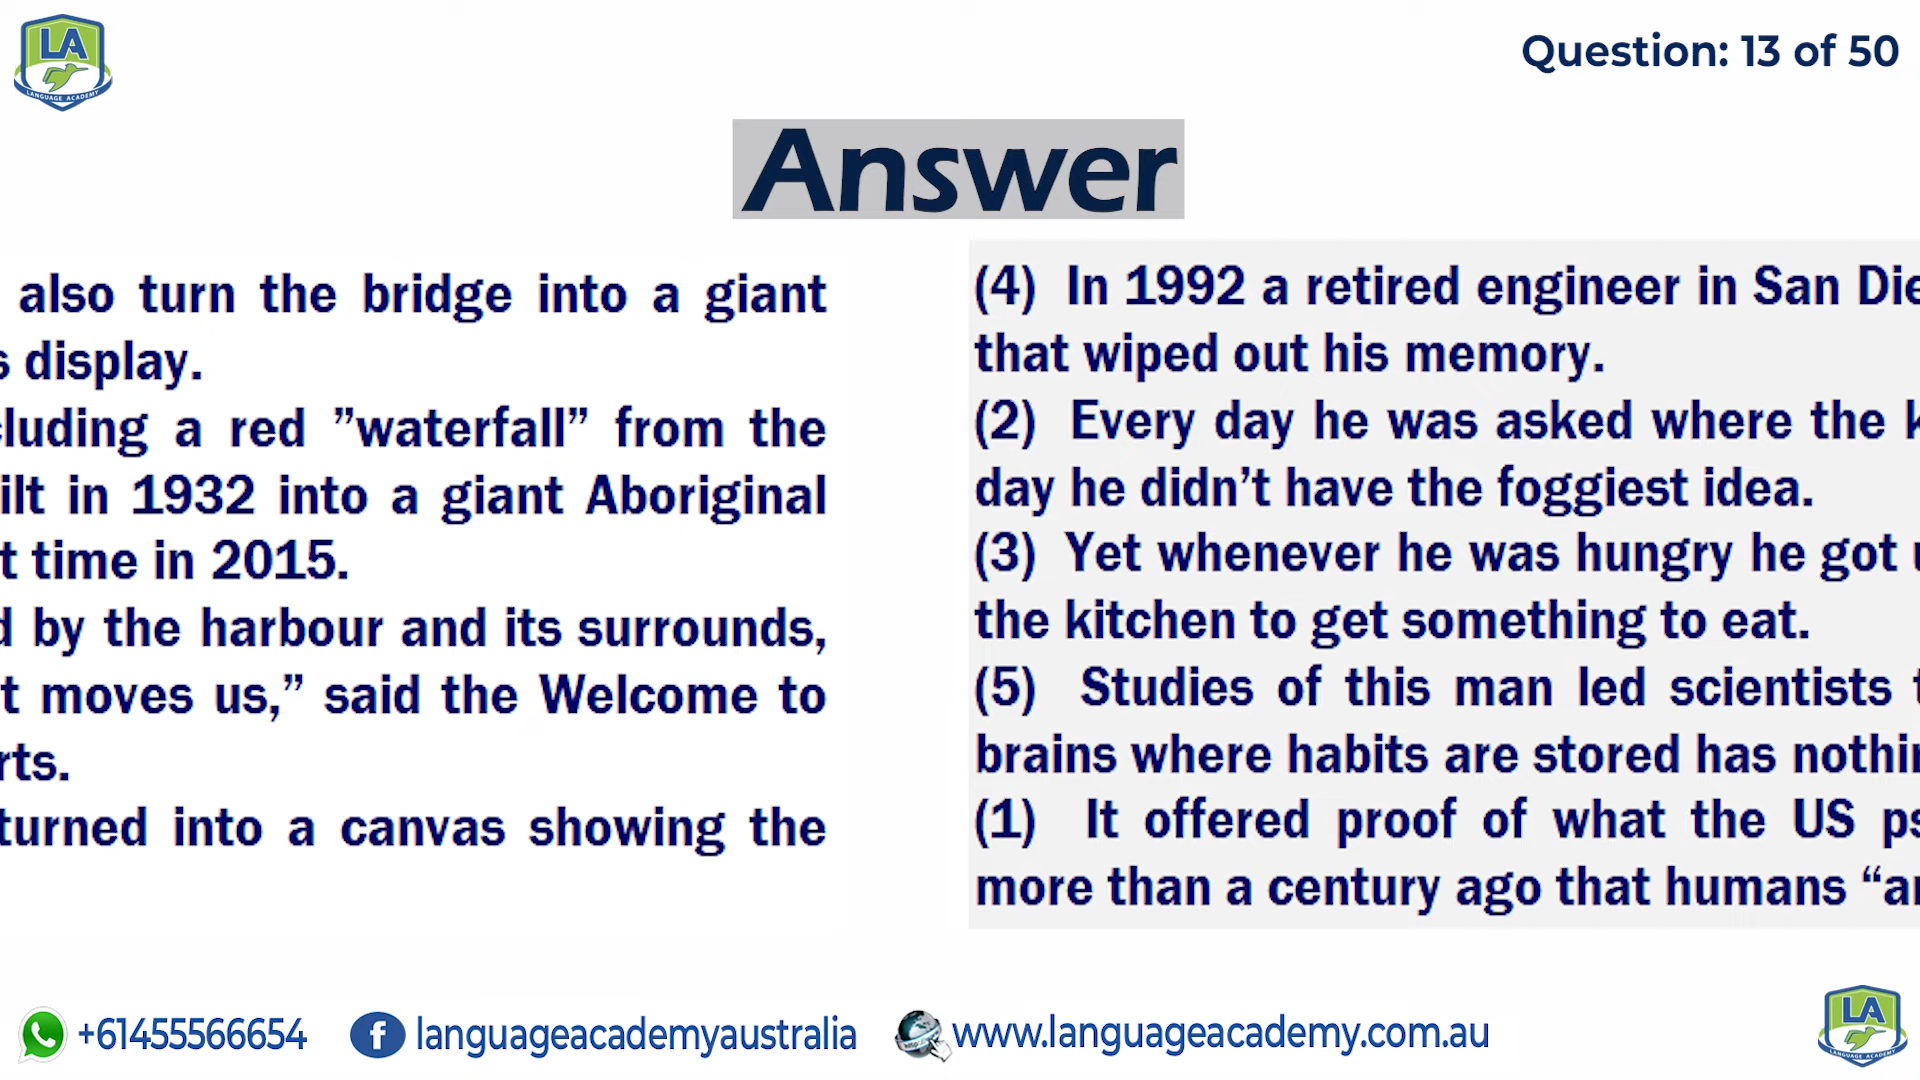 LA
LANGUAGE ACADEMY
Question: 13 of 50
Answer
also turn the bridge into a giant
display.
a red ”waterfall” from the
in 1932 into a giant Aboriginal
time in 2015.
by the harbour and its surrounds,
moves us,” said the Welcome to
turned into a canvas showing the
(4) In 1992 a retired engineer in San
that wiped out his memory.
(2) Every day he was asked where the
day he didn’t have the foggiest idea.
(3) Yet whenever he was hungry he got
the kitchen to get something to eat.
(5) Studies of this man led scientists
brains where habits are stored has
(1) It offered proof of what the US
more than a century ago that humans
+61455566654
languageacademyaustralia
www.languageacademy.com.au
LA
LANGUAGE ACADEMY